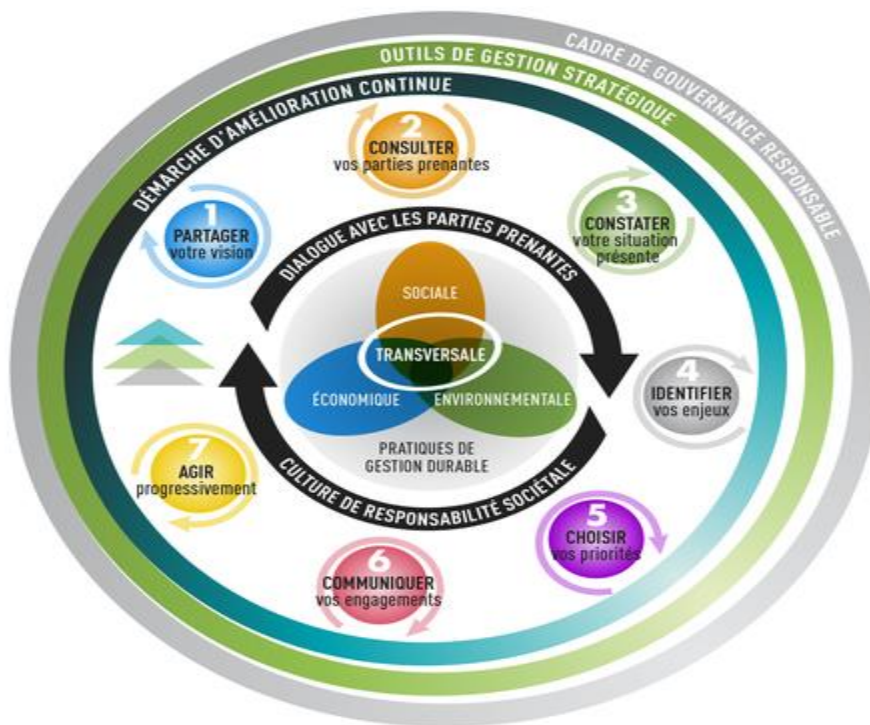 CADRE DE GOUVERNANCE RESPONSABLE
OUTILS DE GESTION STRATÉGIQUE
DÉMARCHE D'AMÉLIORATION CONTINUE
1
PARTAGER
votre vision
2
CONSULTER
vos parties prenantes
3
CONSTATER
votre situation
présente
4
IDENTIFIER
vos enjeux
5
CHOISIR
vos priorités
6
COMMUNIQUER
vos engagements
7
AGIR
progressivement
DIALOGUE AVEC LES PARTIES PRENANTES
SOCIALE
TRANSVERSALE
ÉCONOMIQUE
ENVIRONNEMENTALE
PRATIQUES DE
GESTION DURABLE
CULTURE DE RESPONSABILITÉ SOCIÉTALE